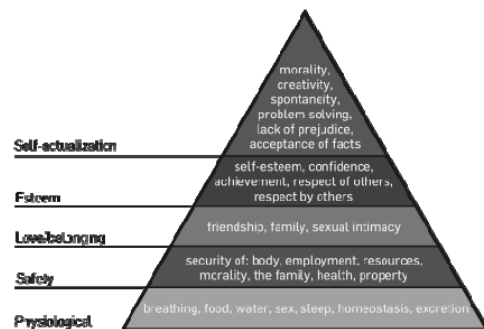 morality,
creativity,
spontaneity,
problem solving,
lack of prejudice,
acceptance of facts
Self-actualization
self-esteem, confidence,
achievement, respect of others,
respect by others
Esteem
friendship, family, sexual intimacy
Love/belonging
security of: body, employment, resources,
morality, the family, health, property
Safety
breathing, food, water, sex, sleep, homeostasis, excretion
Physiological